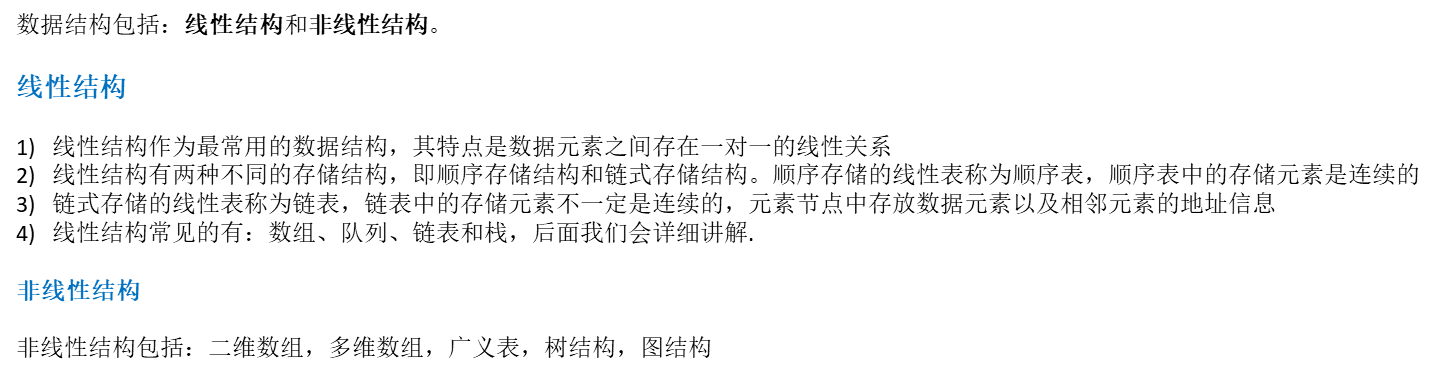 数据结构包括：线性结构和非线性结构。
线性结构
1) 线性结构作为最常用的数据结构，其特点是数据元素之间存在一对一的线性关系
2) 线性结构有两种不同的存储结构，即顺序存储结构和链式存储结构。顺序存储的线性表称为顺序表，顺序表中的存储元素是连续的
3) 链式存储的线性表称为链表，链表中的存储元素不一定是连续的，元素节点中存放数据元素以及相邻元素的地址信息
4) 线性结构常见的有：数组、队列、链表和栈，后面我们会详细讲解.
非线性结构
非线性结构包括：二维数组，多维数组，广义表，树结构，图结构